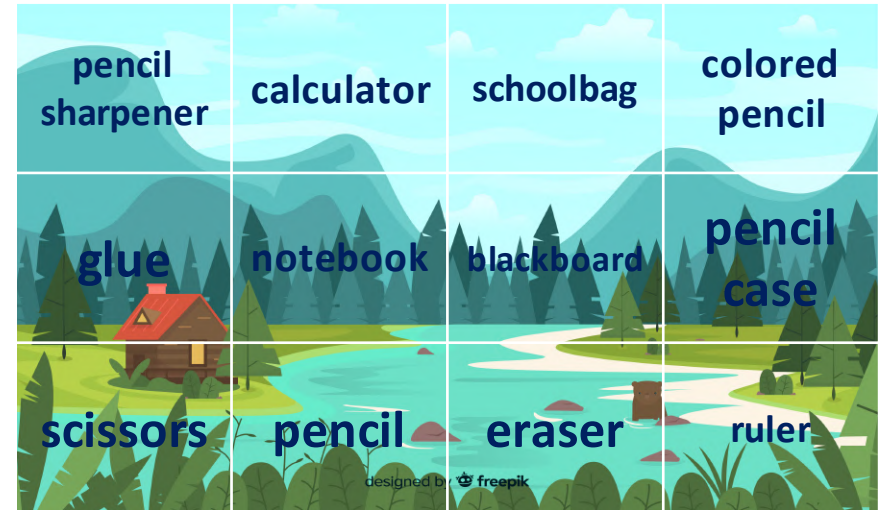 pencil
sharpener
calculator
schoolbag
colored
pencil
glue
notebook
blackboard
pencil
case
scissors
pencil
eraser
ruler
designed by freepik